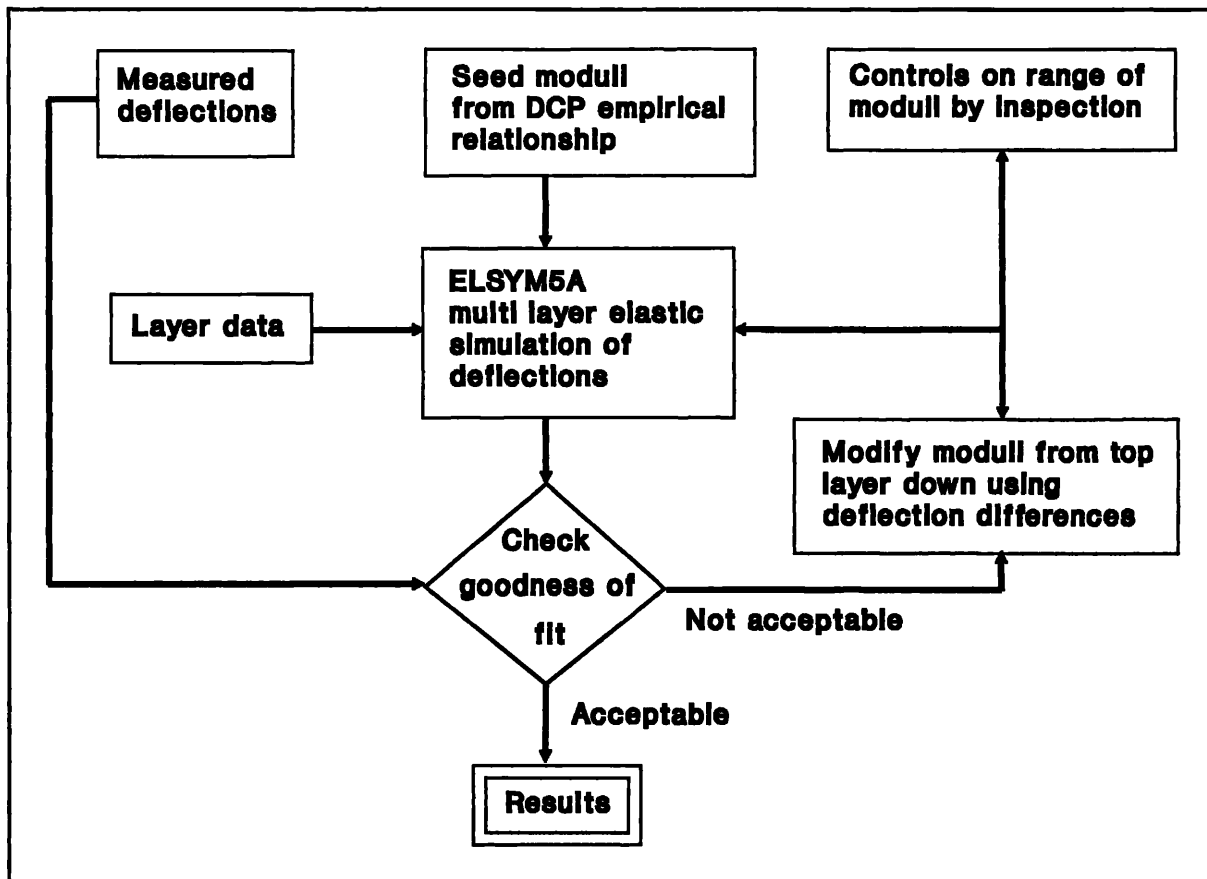 Measured
deflections
Seed moduli
from DCP empirical
relationship
Controls on range of
moduli by inspection
Layer data
ELSYM5A
multi layer elastic
simulation of
deflections
Modify moduli from top
layer down using
deflection differences
Check
goodness of
fit
Not acceptable
Acceptable
Results